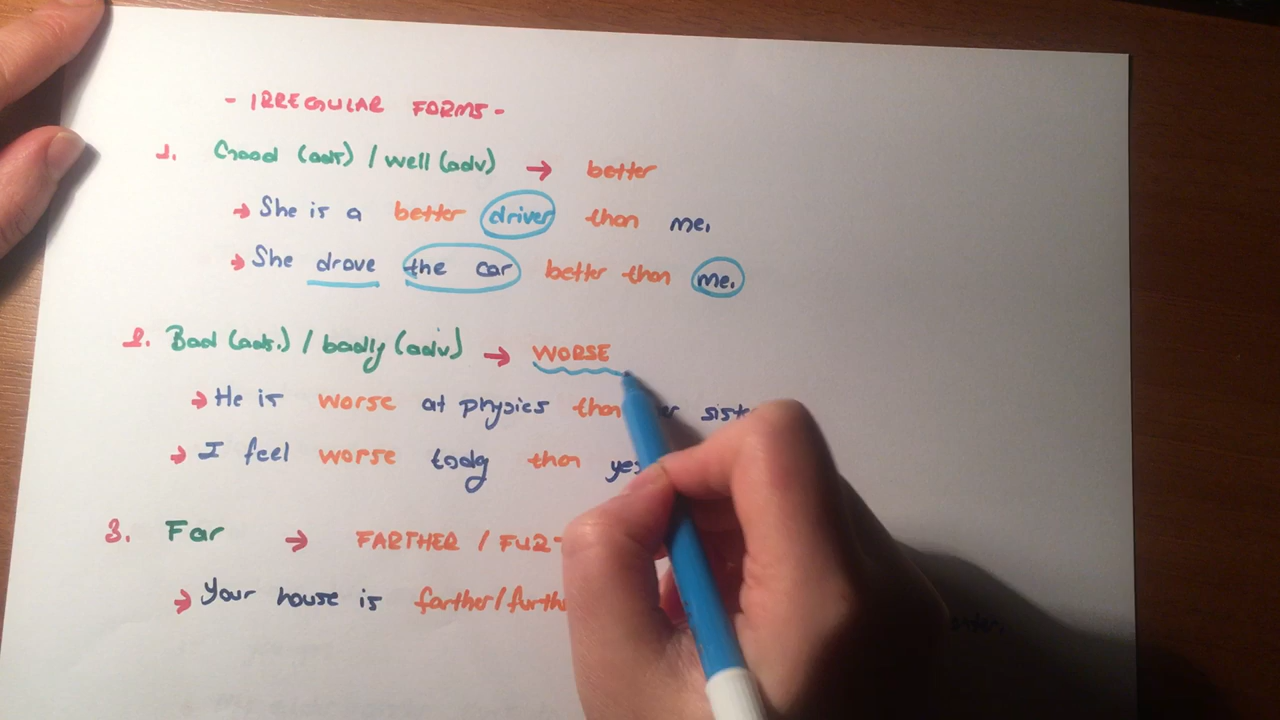 - IRREGULAR FORMS -
1. Good (adj) / well (adv) → better
→ She is a better driver than me.
→ She drove the car better than me.
2. Bad (adj.) / badly (adv) → WORSE
→ He is worse at physics than
→ I feel worse today than
3. Far → FARTHER /
→ Your house is farther/